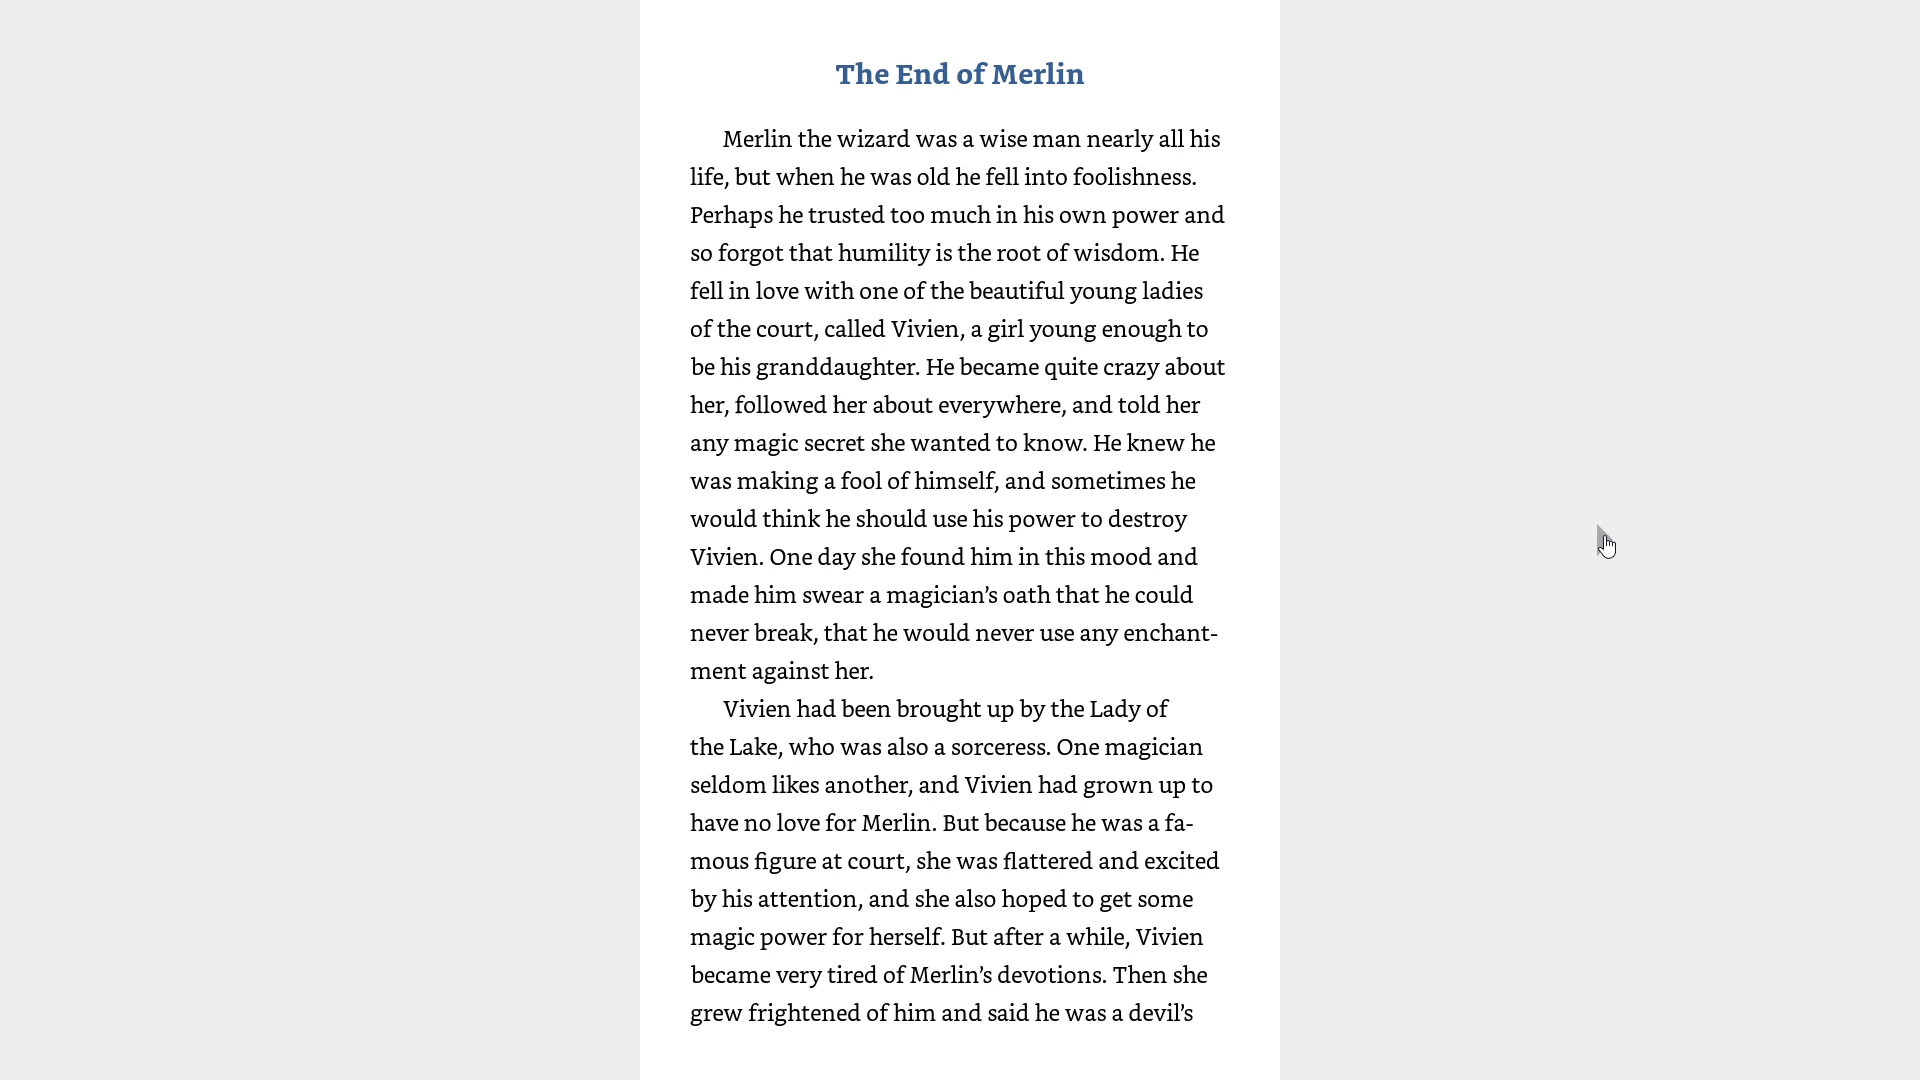 The End of Merlin
Merlin the wizard was a wise man nearly all his
life, but when he was old he fell into foolishness.
Perhaps he trusted too much in his own power and
so forgot that humility is the root of wisdom. He
fell in love with one of the beautiful young ladies
of the court, called Vivien, a girl young enough to
be his granddaughter. He became quite crazy about
her, followed her about everywhere, and told her
any magic secret she wanted to know. He knew he
was making a fool of himself, and sometimes he
would think he should use his power to destroy
Vivien. One day she found him in this mood and
made him swear a magician’s oath that he could
never break, that he would never use any enchant-
ment against her.
Vivien had been brought up by the Lady of
the Lake, who was also a sorceress. One magician
seldom likes another, and Vivien had grown up to
have no love for Merlin. But because he was a fa-
mous figure at court, she was flattered and excited
by his attention, and she also hoped to get some
magic power for herself. But after a while, Vivien
became very tired of Merlin’s devotions. Then she
grew frightened of him and said he was a devil’s